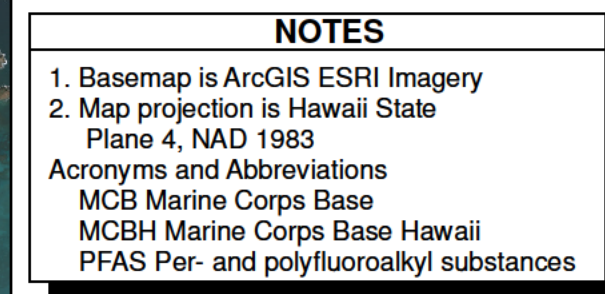 NOTES
1. Basemap is ArcGIS ESRI Imagery
2. Map projection is Hawaii State
Plane 4, NAD 1983
Acronyms and Abbreviations
MCB Marine Corps Base
MCBH Marine Corps Base Hawaii
PFAS Per- and polyfluoroalkyl substances